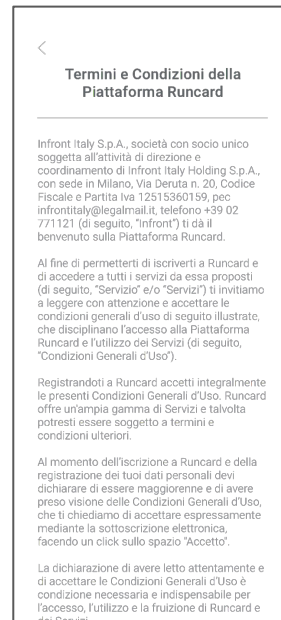 Termini e Condizioni della
Piattaforma Runcard
Infront Italy S.p.A., società con socio unico
soggetta all'attività di direzione e
coordinamento di Infront Italy Holding S.p.A.,
con sede in Milano, Via Deruta n. 20, Codice
Fiscale e Partita Iva 12515360159, pec
infrontitaly@legalmail.it, telefono +39 02
771121 (di seguito, “Infront”) ti dà il
benvenuto sulla Piattaforma Runcard.
Al fine di permetterti di iscriverti a Runcard e
di accedere a tutti i servizi da essa proposti
(di seguito, “Servizio” e/o “Servizi”) ti invitiamo
a leggere con attenzione e accettare le
condizioni generali d'uso di seguito illustrate,
che disciplinano l'accesso alla Piattaforma
Runcard e l'utilizzo dei Servizi (di seguito,
“Condizioni Generali d'Uso”).
Registrandoti a Runcard accetti integralmente
le presenti Condizioni Generali d'Uso. Runcard
offre un'ampia gamma di Servizi e talvolta
potresti essere soggetto a termini e
condizioni ulteriori.
Al momento dell'iscrizione a Runcard e della
registrazione dei tuoi dati personali devi
dichiarare di essere maggiorenne e di avere
preso visione delle Condizioni Generali d'Uso,
che ti chiediamo di accettare espressamente
mediante la sottoscrizione elettronica,
facendo un click sullo spazio “Accetto”.
La dichiarazione di avere letto attentamente e
di accettare le Condizioni Generali d'Uso è
condizione necessaria e indispensabile per
l'accesso, l'utilizzo e la fruizione di Runcard e
dei Servizi